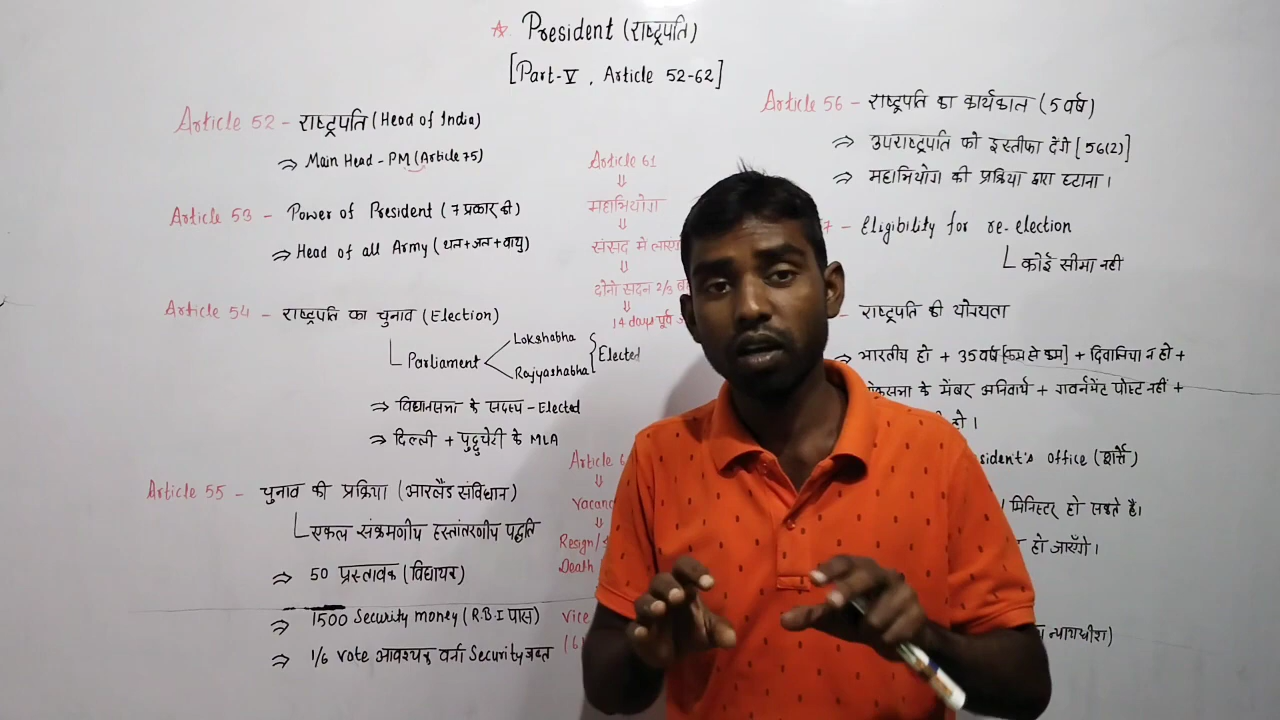 ☆ President (राष्ट्रपति)
[Part-V, Article 52-62]
Article 52 - राष्ट्रपति (Head of India)
⇒ Main Head - PM (Article 75)
Article 53 - Power of President (7 प्रकार की)
⇒ Head of all Army (थल+जल+वायु)
Article 54 - राष्ट्रपति का चुनाव (Election)
Parliament
Lokshabha
Rajyashabha
Elected
⇒ विधानसभा के सदस्य - Elected
⇒ दिल्ली + पुदुचेरी के MLA
Article 55 - चुनाव की प्रक्रिया (आरलैंड संविधान)
एकल संक्रमणीय हस्तांतरणीय पद्धति
⇒ 50 प्रस्तावक (विधायक)
⇒ 1500 Security money (R.B.I पास)
⇒ 1/6 vote आवश्यक वर्ना Security जब्त
Article 61
⇓
महाभियोग
⇓
संसद में
⇓
दोनो सदन 2/3
⇓
14 days पूर्व
Article
⇓
⇓
Resign/
Death
Vice
Article 56 - राष्ट्रपति का कार्यकाल (5 वर्ष)
⇒ उपराष्ट्रपति को इस्तीफा देंगे [56(2)]
⇒ महाभियोग की प्रक्रिया द्वारा हटाना।
7 - Eligibility for re-election
कोई सीमा नहीं
- राष्ट्रपति की योग्यता
⇒ भारतीय हो + 35 वर्ष [कम से कम] + दिवालिया न हो +
के मेंबर अनिवार्य + गवर्नमेंट पोस्ट नहीं +
हो।
office (शर्ते)
मिनिस्टर हो सकते है।
हो जाएँगे।
न्यायधीश)